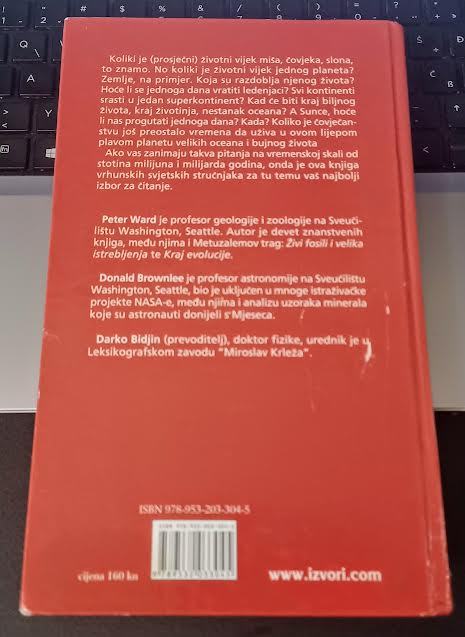 Koliki je (prosječni) životni vijek miša, čovjeka, slona,
to znamo. No koliki je životni vijek jednog planeta?
Zemlje, na primjer. Koja su razdoblja njenog života?
Hoće li se jednoga dana vratiti ledenjaci? Svi kontinenti
srasti u jedan superkontinent? Kad će biti kraj biljnog
života, kraj životinja, nestanak oceana? A Sunce, hoće
li nas progutati jednoga dana? Kada? Koliko je čovječan-
stvu još preostalo vremena da uživa u ovom lijepom
plavom planetu velikih oceana i bujnog života
Ako vas zanimaju takva pitanja na vremenskoj skali od
stotina milijuna i milijarda godina, onda je ova knjiga
vrhunskih svjetskih stručnjaka za tu temu vaš najbolji
izbor za čitanje.
Peter Ward je profesor geologije i zoologije na Sveuči-
lištu Washington, Seattle. Autor je devet znanstvenih
knjiga, među njima i Metuzalemov trag: Živi fosili i velika
istrebljenja te Kraj evolucije.
Donald Brownlee je profesor astronomije na Sveučilištu
Washington, Seattle, bio je uključen u mnoge istraživačke
projekte NASA-e, među njima i analizu uzoraka minerala
koje su astronauti donijeli s Mjeseca.
Darko Bidjin (prevoditelj), doktor fizike, urednik je u
Leksikografskom zavodu "Miroslav Krleža".
ISBN 978-953-203-304-5
ISBN 978-953-203-304-5
9789532033045
cijena 160 kn
www.izvori.com